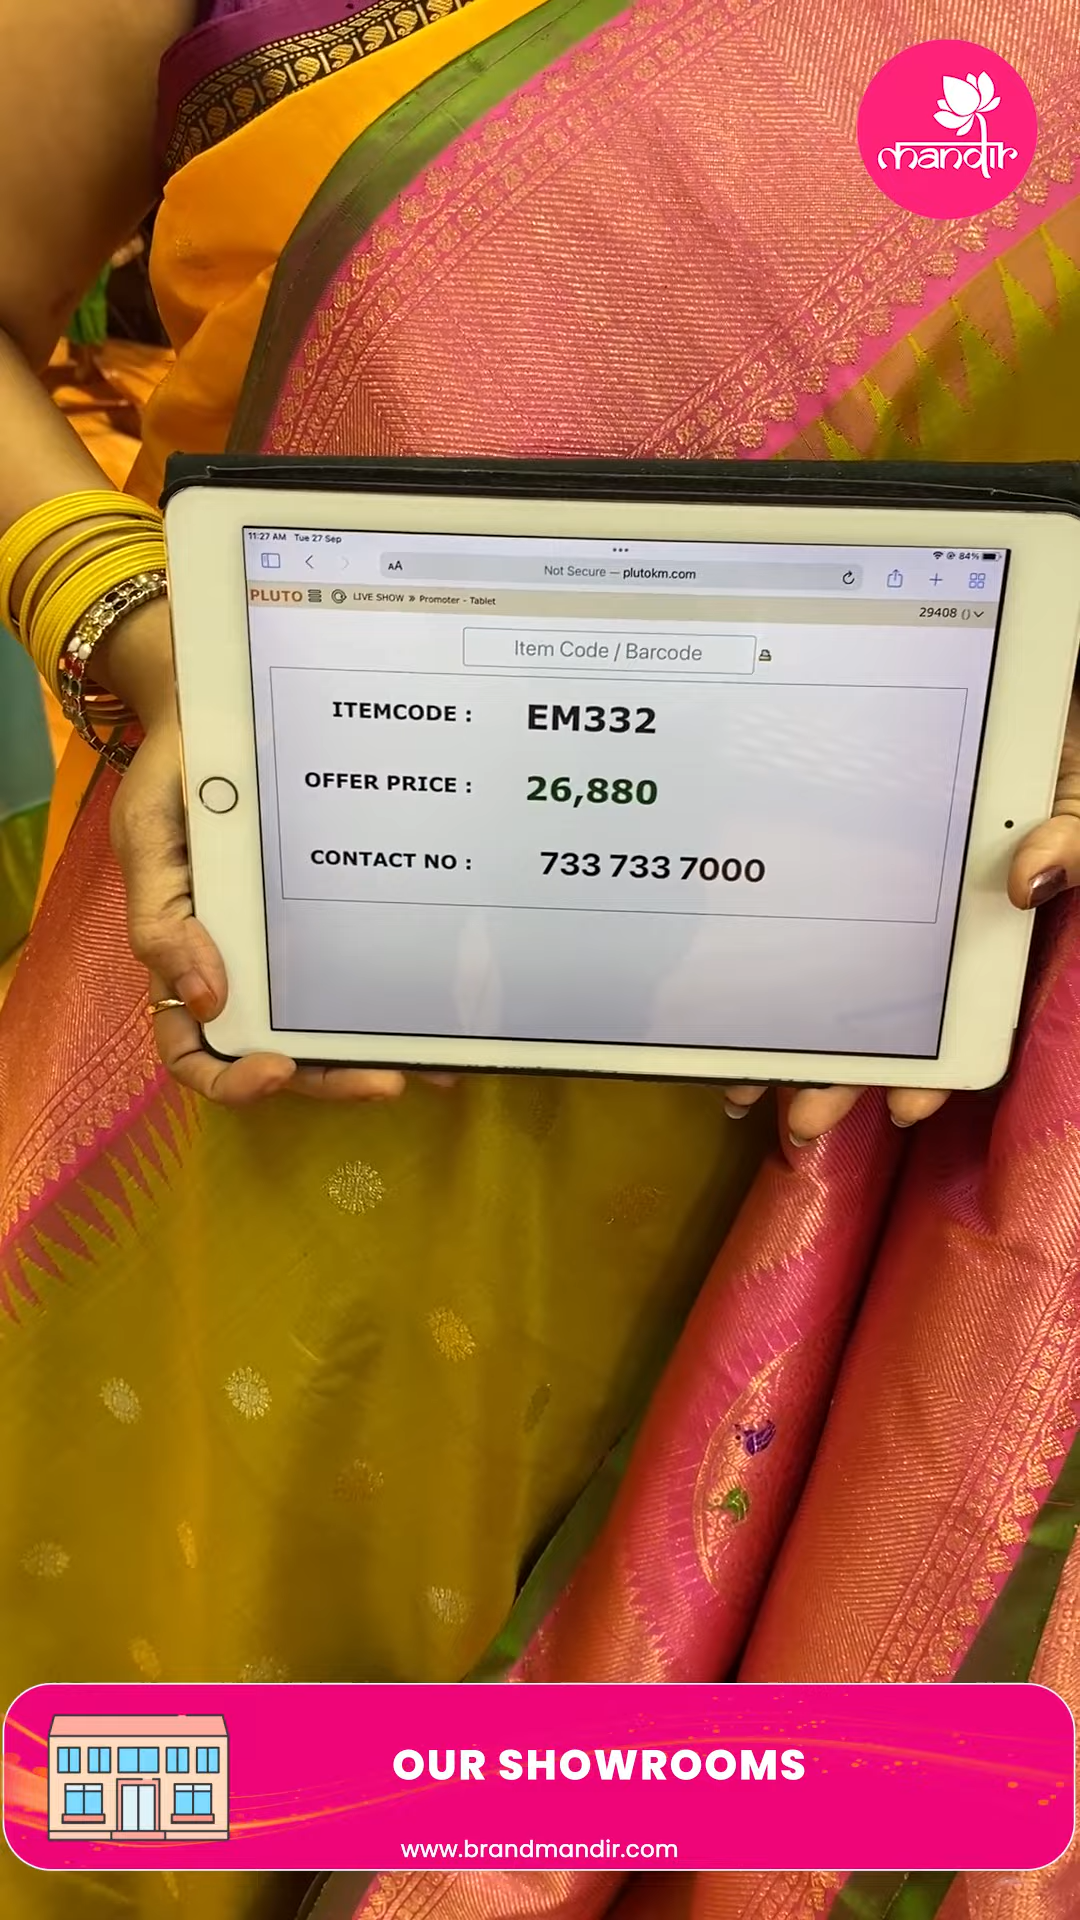 mandir
11:27 AM Tue 27 Sep
84%
AA
Not Secure — plutokm.com
PLUTO LIVE SHOW » Promoter - Tablet
29408 ()
Item Code / Barcode
ITEMCODE : EM332
OFFER PRICE : 26,880
CONTACT NO : 733 733 7000
OUR SHOWROOMS
www.brandmandir.com